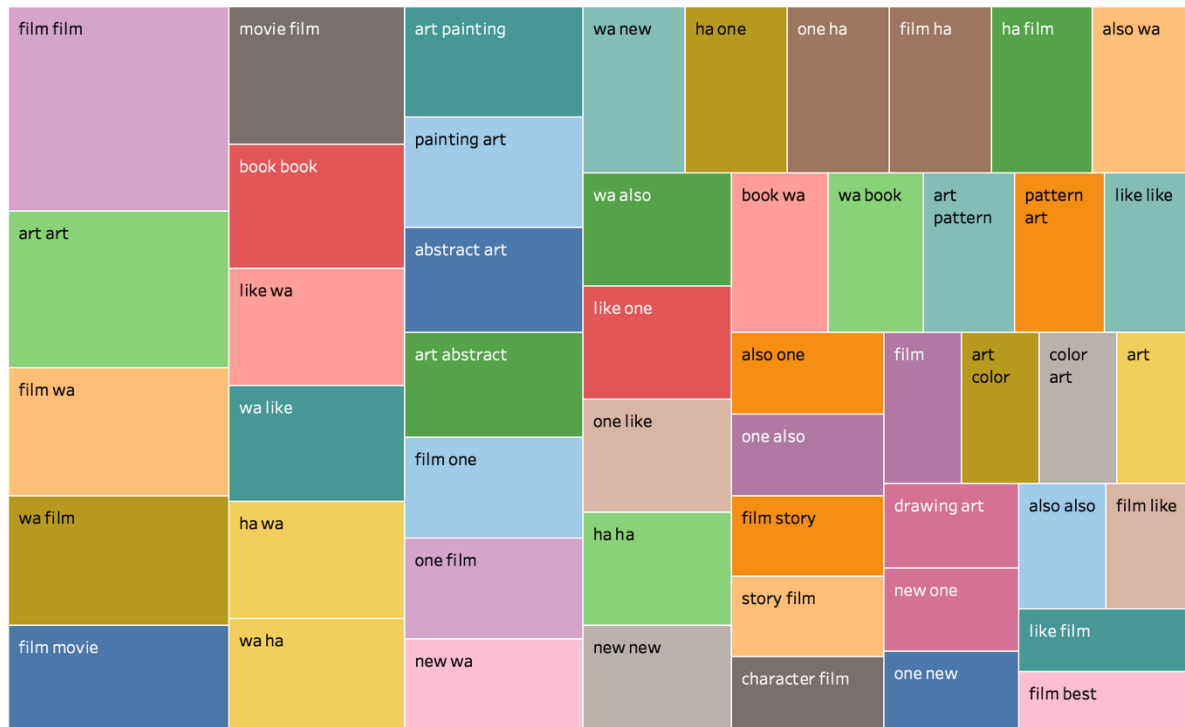 film film
art art
film wa
wa film
film movie
movie film
book book
like wa
wa like
ha wa
wa ha
art painting
painting art
abstract art
art abstract
film one
one film
new wa
wa new
ha one
one ha
film ha
ha film
also wa
wa also
like one
one like
ha ha
new new
book wa
wa book
art
pattern
pattern
art
like like
also one
one also
film story
story film
character film
film
art
color
color
art
art
drawing art
new one
one new
also also
film like
like film
film best